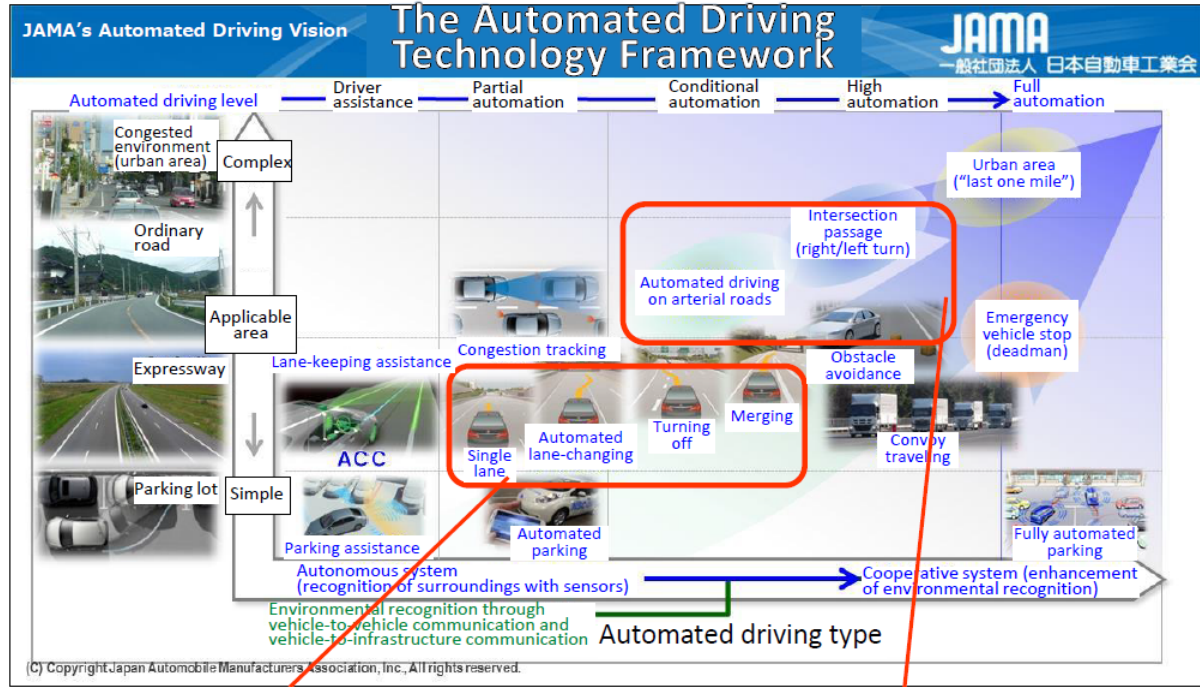 JAMA's Automated Driving Vision
The Automated Driving
Technology Framework
JAMA
一般社団法人 日本自動車工業会
Automated driving level
Driver
assistance
Partial
automation
Conditional
automation
High
automation
Full
automation
Congested
environment
(urban area)
Complex
Urban area
("last one mile")
Ordinary
road
Intersection
passage
(right/left turn)
Automated driving
on arterial roads
Applicable
area
Emergency
vehicle stop
(deadman)
Expressway
Lane-keeping assistance
Congestion tracking
Obstacle
avoidance
ACC
Single
lane
Automated
lane-changing
Turning
off
Merging
Convoy
traveling
Parking lot
Simple
Parking assistance
Automated
parking
Fully automated
parking
Autonomous system
(recognition of surroundings with sensors)
Cooperative system (enhancement
of environmental recognition)
Environmental recognition through
vehicle-to-vehicle communication and
vehicle-to-infrastructure communication
Automated driving type
(C) Copyright Japan Automobile Manufacturers Association, Inc., All rights reserved.